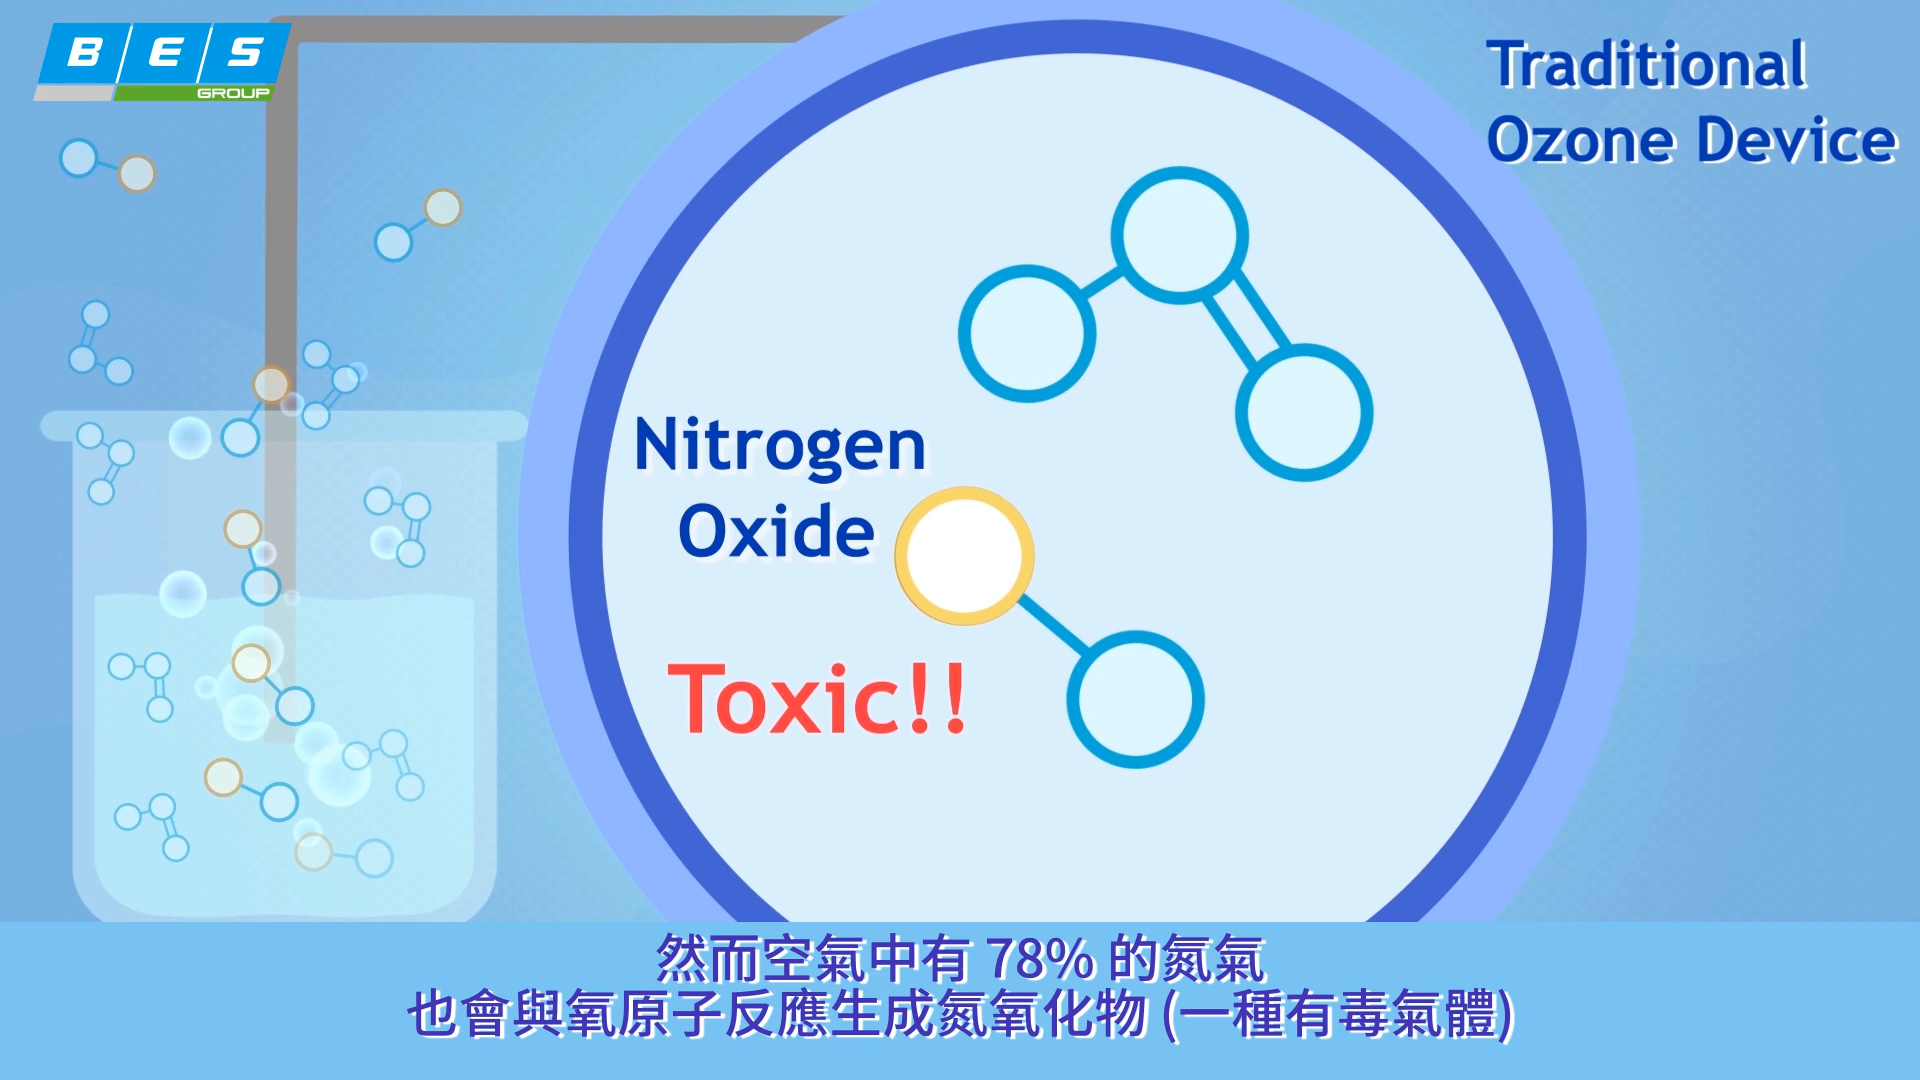 BES
GROUP
Traditional
Ozone Device
Nitrogen
Oxide
Toxic!!
然而空氣中有 78% 的氮氣
也會與氧原子反應生成氮氧化物 (一種有毒氣體)